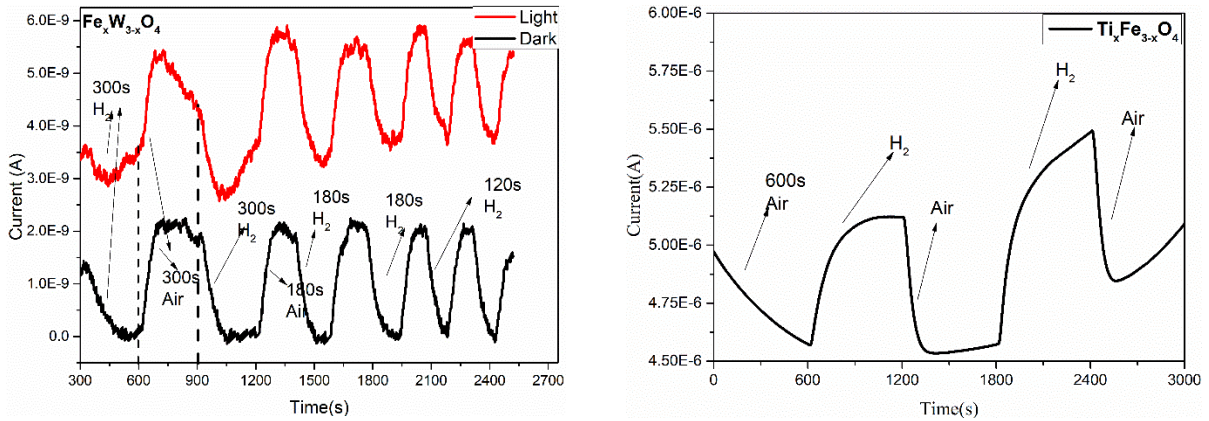 6.0E-9
5.0E-9
4.0E-9
3.0E-9
2.0E-9
1.0E-9
0.0
Current (A)
FeₓW₃₋ₓO₄
Light
Dark
300s
H₂
300s
Air
300s
H₂
180s
Air
180s
H₂
180s
H₂
120s
H₂
300 600 900 1200 1500 1800 2100 2400 2700
Time(s)
6.00E-6
5.75E-6
5.50E-6
5.25E-6
5.00E-6
4.75E-6
4.50E-6
Current(A)
TiₓFe₃₋ₓO₄
600s
Air
H₂
Air
H₂
Air
0 600 1200 1800 2400 3000
Time(s)